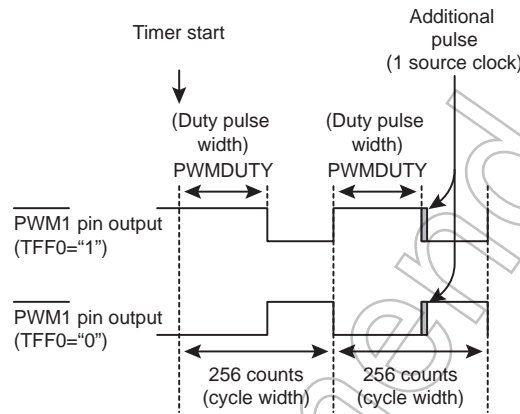 Timer start
Additional
pulse
(1 source clock)
(Duty pulse
width)
PWMDUTY
(Duty pulse
width)
PWMDUTY
PWM1 pin output
(TFF0=“1”)
PWM1 pin output
(TFF0=“0”)
256 counts
(cycle width)
256 counts
(cycle width)